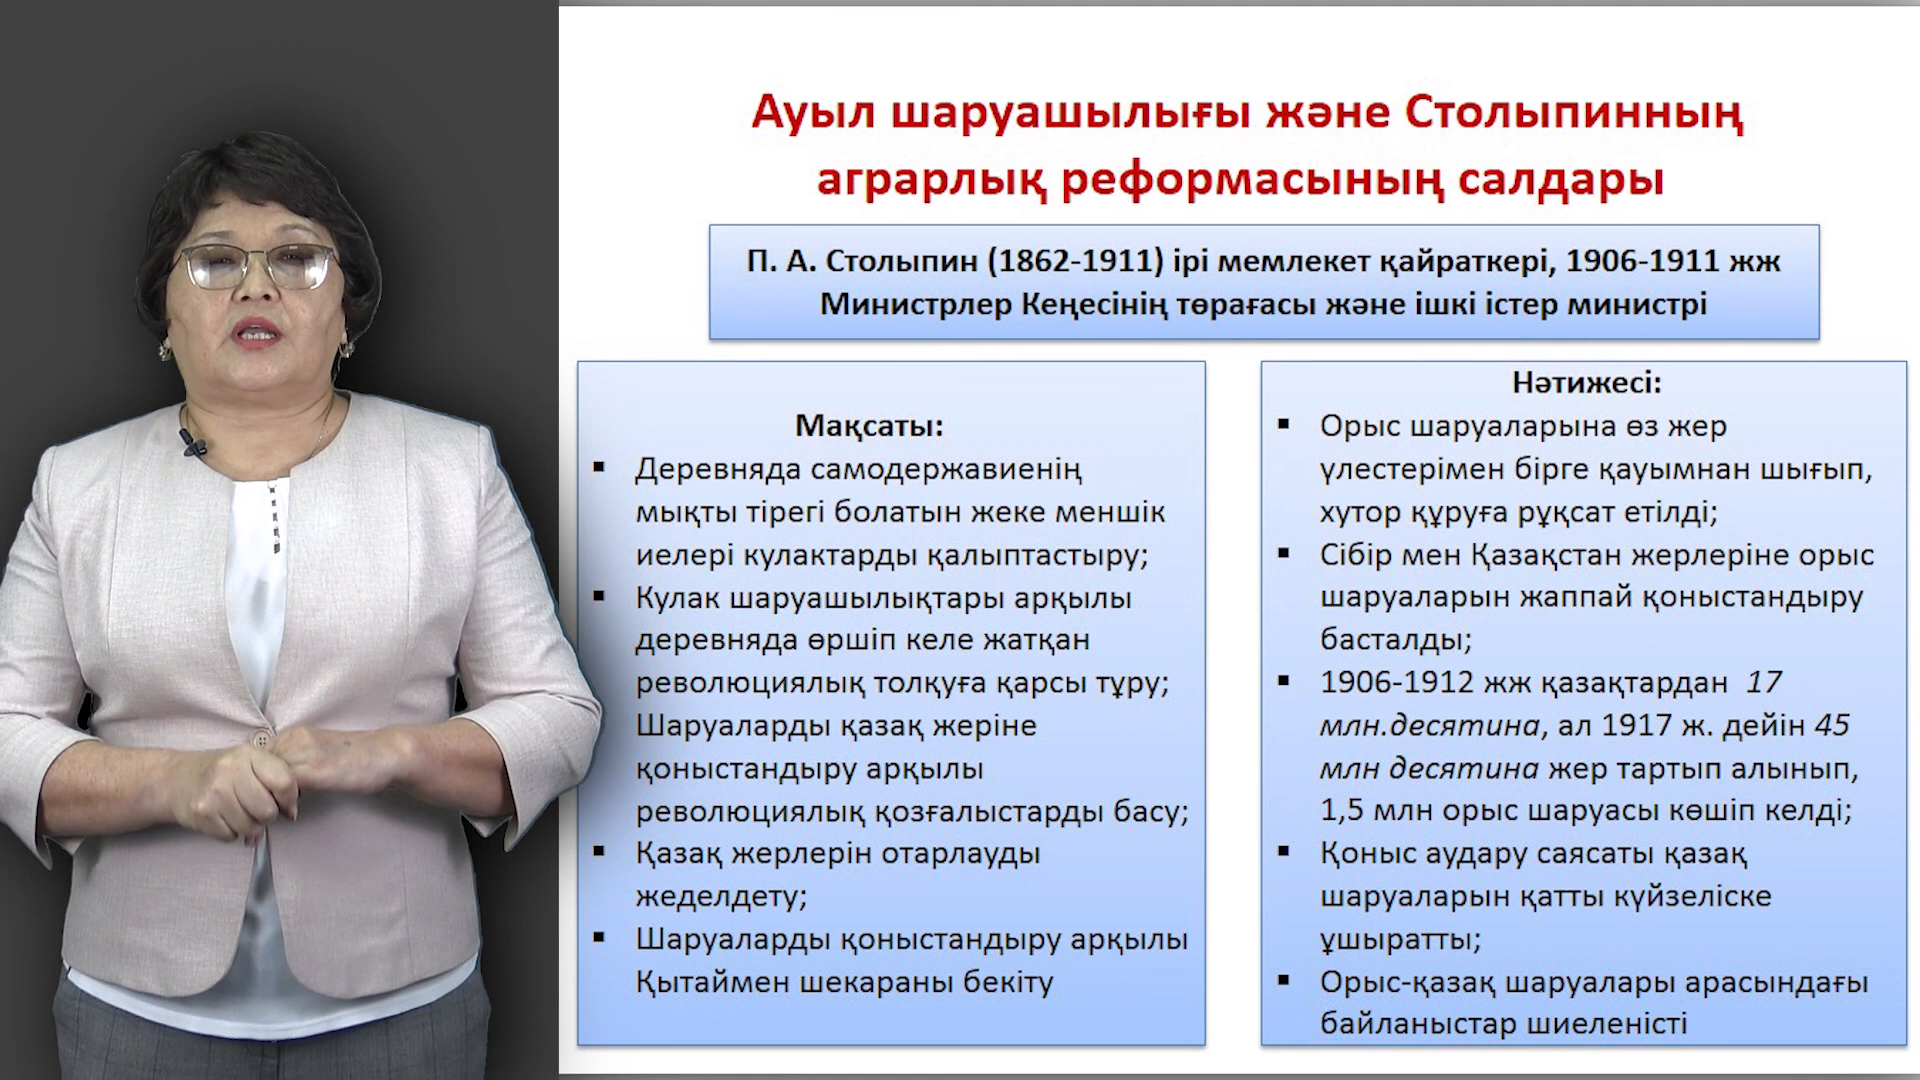 Ауыл шаруашылығы және Столыпинның
аграрлық реформасының салдары
П. А. Столыпин (1862-1911) ірі мемлекет қайраткері, 1906-1911 жж
Министрлер Кеңесінің төрағасы және ішкі істер министрі
Мақсаты:
▪ Деревняда самодержавиенің
мықты тірегі болатын жеке меншік
иелері кулактарды қалыптастыру;
▪ Кулак шаруашылықтары арқылы
деревняда өршіп келе жатқан
революциялық толқуға қарсы тұру;
Шаруаларды қазақ жеріне
қоныстандыру арқылы
революциялық қозғалыстарды басу;
▪ Қазақ жерлерін отарлауды
жеделдету;
▪ Шаруаларды қоныстандыру арқылы
Қытаймен шекараны бекіту
Нәтижесі:
▪ Орыс шаруаларына өз жер
үлестерімен бірге қауымнан шығып,
хутор құруға рұқсат етілді;
▪ Сібір мен Қазақстан жерлеріне орыс
шаруаларын жаппай қоныстандыру
басталды;
▪ 1906-1912 жж қазақтардан 17
млн.десятина, ал 1917 ж. дейін 45
млн десятина жер тартып алынып,
1,5 млн орыс шаруасы көшіп келді;
▪ Қоныс аудару саясаты қазақ
шаруаларын қатты күйзеліске
ұшыратты;
▪ Орыс-қазақ шаруалары арасындағы
байланыстар шиеленісті